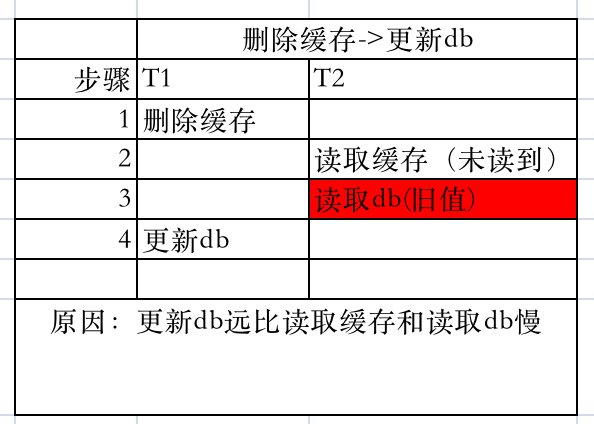 删除缓存->更新db
步骤 T1 T2
1 删除缓存
2 读取缓存（未读到）
3 读取db(旧值)
4 更新db
原因：更新db远比读取缓存和读取db慢